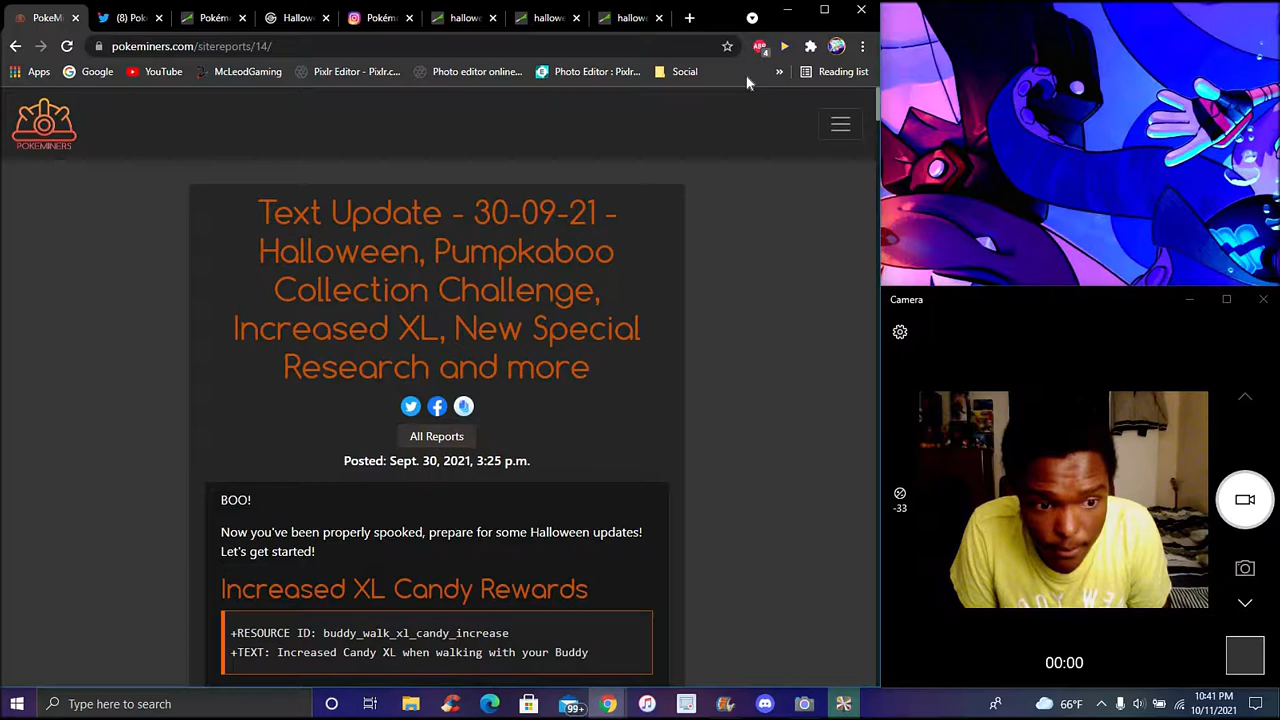 PokeM
(8) Pok
Pokém
Hallow
Pokém
hallow
hallow
hallow
pokeminers.com/sitereports/14/
ABP
4
Apps
Google
YouTube
McLeodGaming
Pixlr Editor - Pixlr.c...
Photo editor online...
Photo Editor : Pixlr...
Social
»
Reading list
POKEMINERS
Text Update - 30-09-21 -
Halloween, Pumpkaboo
Collection Challenge,
Increased XL, New Special
Research and more
All Reports
Posted: Sept. 30, 2021, 3:25 p.m.
BOO!
Now you've been properly spooked, prepare for some Halloween updates!
Let's get started!
Increased XL Candy Rewards
+RESOURCE ID: buddy_walk_xl_candy_increase
+TEXT: Increased Candy XL when walking with your Buddy
Camera
-33
00:00
Type here to search
99+
66°F
10:41 PM
10/11/2021